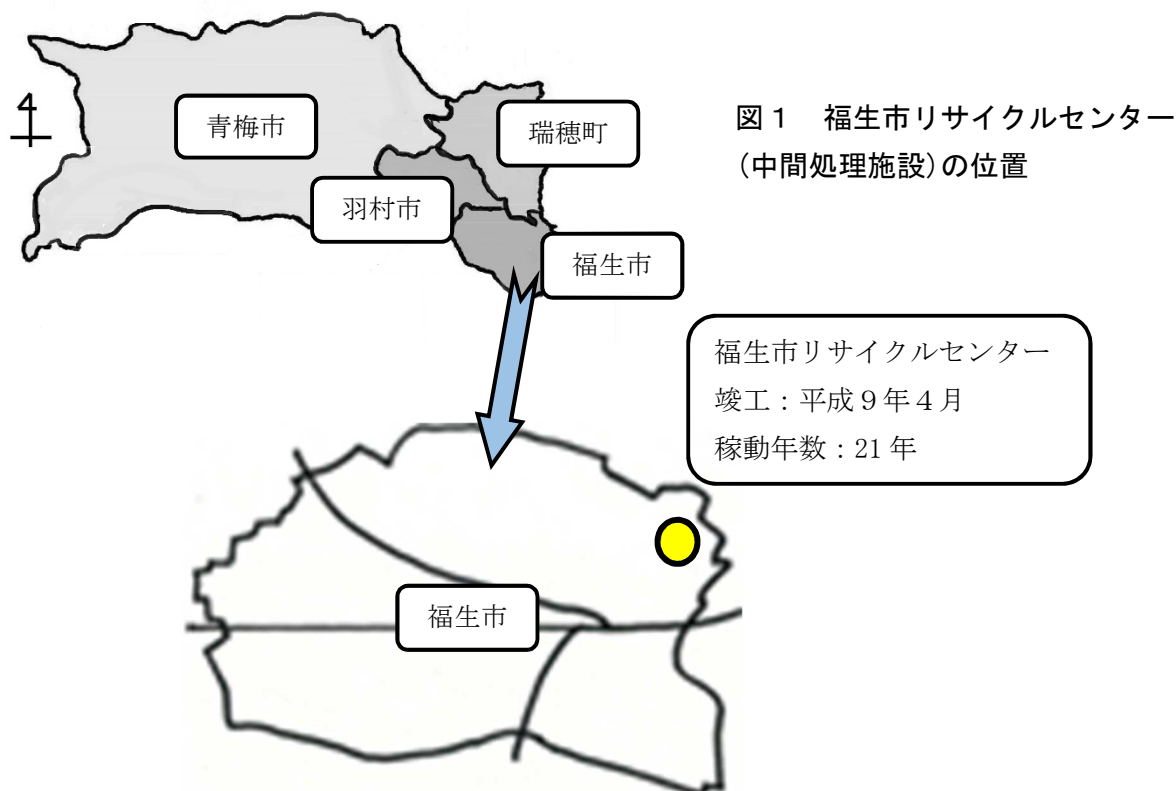 図１　福生市リサイクルセンター
(中間処理施設)の位置
青梅市
瑞穂町
羽村市
福生市
福生市リサイクルセンター
竣工：平成９年４月
稼動年数：21 年
福生市